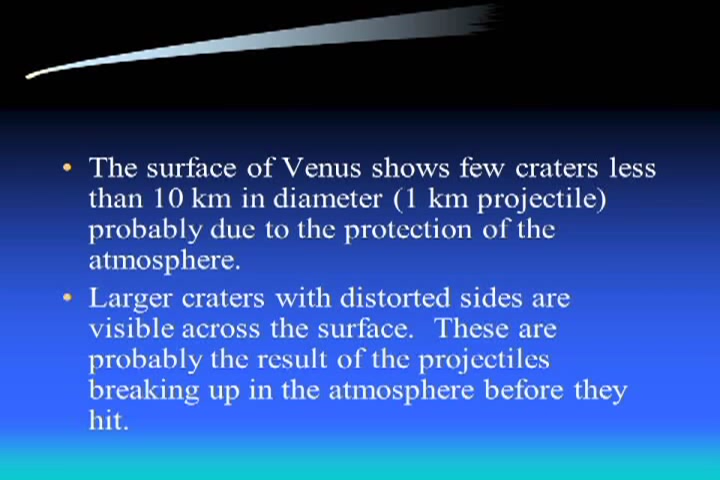 • The surface of Venus shows few craters less
than 10 km in diameter (1 km projectile)
probably due to the protection of the
atmosphere.
• Larger craters with distorted sides are
visible across the surface.  These are
probably the result of the projectiles
breaking up in the atmosphere before they
hit.